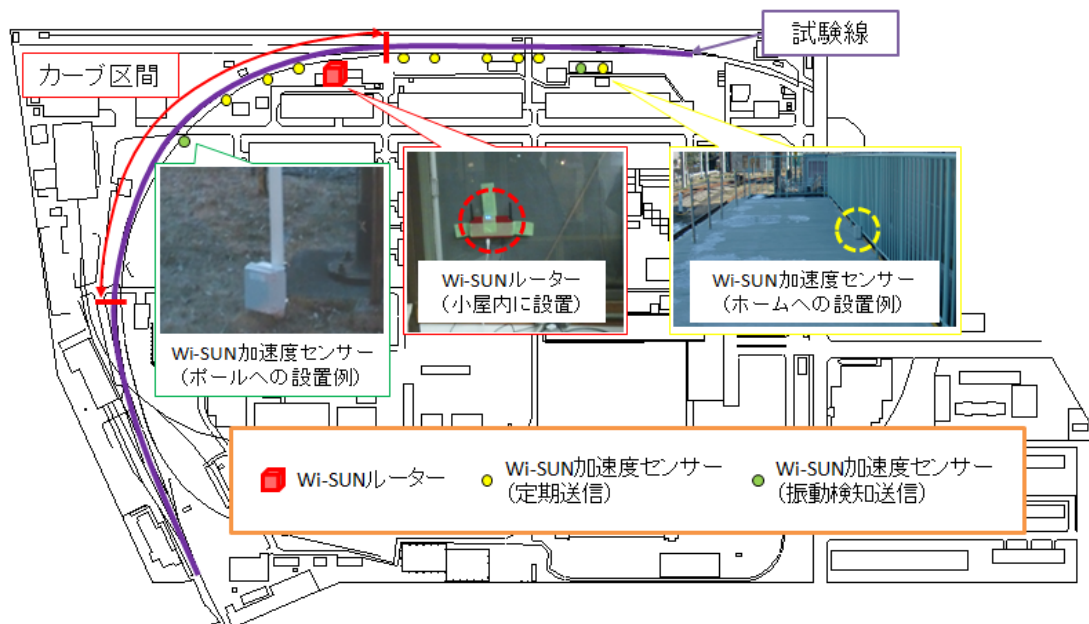 試験線
カーブ区間
Wi-SUN加速度センサー
(ポールへの設置例)
Wi-SUNルーター
(小屋内に設置)
Wi-SUN加速度センサー
(ホームへの設置例)
Wi-SUNルーター
Wi-SUN加速度センサー
(定期送信)
Wi-SUN加速度センサー
(振動検知送信)